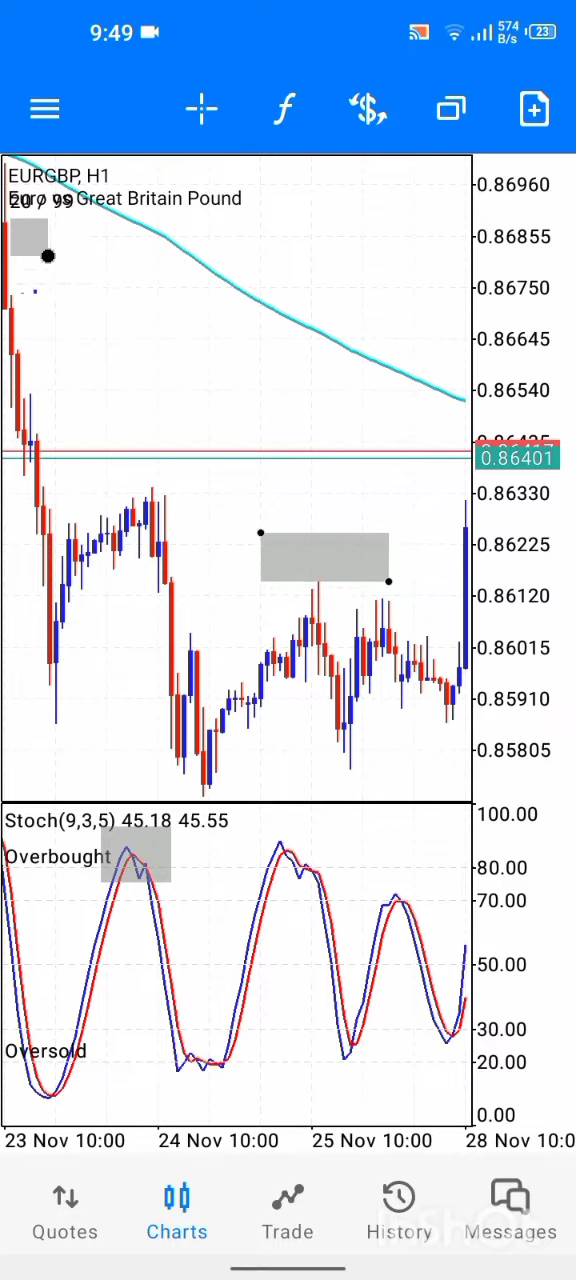 9:49
574
B/s
23
EURGBP, H1
Euro vs Great Britain Pound
20 / 99
0.86960
0.86855
0.86750
0.86645
0.86540
0.86401
0.86330
0.86225
0.86120
0.86015
0.85910
0.85805
Stoch(9,3,5) 45.18 45.55
100.00
Overbought
80.00
70.00
50.00
30.00
Oversold
20.00
0.00
23 Nov 10:00 24 Nov 10:00 25 Nov 10:00 28 Nov 10:0
Quotes Charts Trade History Messages